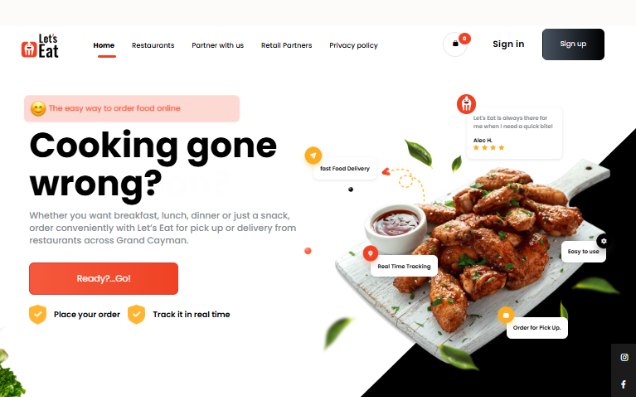 Let's
Eat
Home
Restaurants
Partner with us
Retail Partners
Privacy policy
0
Sign in
Sign up
The easy way to order food online
Cooking gone
wrong?
Whether you want breakfast, lunch, dinner or just a snack,
order conveniently with Let's Eat for pick up or delivery from
restaurants across Grand Cayman.
Ready?...Go!
Place your order
Track it in real time
Let's Eat is always there for
me when I need a quick bite!
Alec H.
fast Food Delivery
Real Time Tracking
Easy to use
Order for Pick Up.